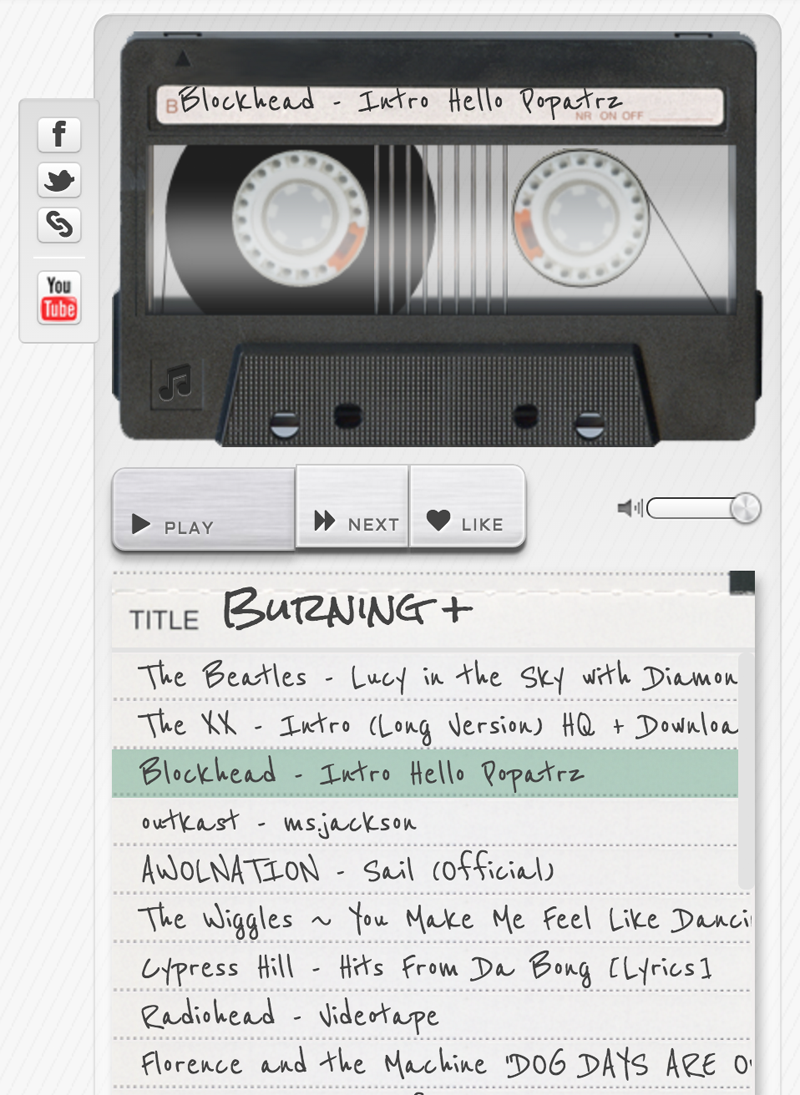 BBlockhead - Intro Hello Popatrz
NR ON OFF
f
You
Tube
PLAY
NEXT
LIKE
TITLE BURNING+
The Beatles - Lucy in the Sky with Diamon
The XX - Intro (Long Version) HQ + Downloa
Blockhead - Intro Hello Popatrz
outkast - ms.jackson
AWOLNATION - Sail (Official)
The Wiggles ~ You Make Me Feel Like Danci
Cypress Hill - Hits From Da Bong [Lyrics]
Radiohead - Videotape
Florence and the Machine "DOG DAYS ARE O